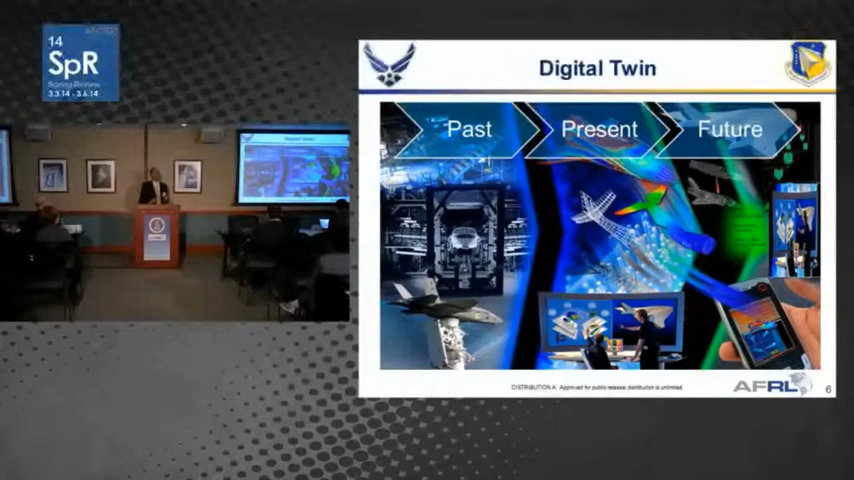 14
SpR
Spring Review
3.3.14 - 3.6.14
Digital Twin
Past
Present
Future
DISTRIBUTION A: Approved for public release; distribution is unlimited.
AFRL
6